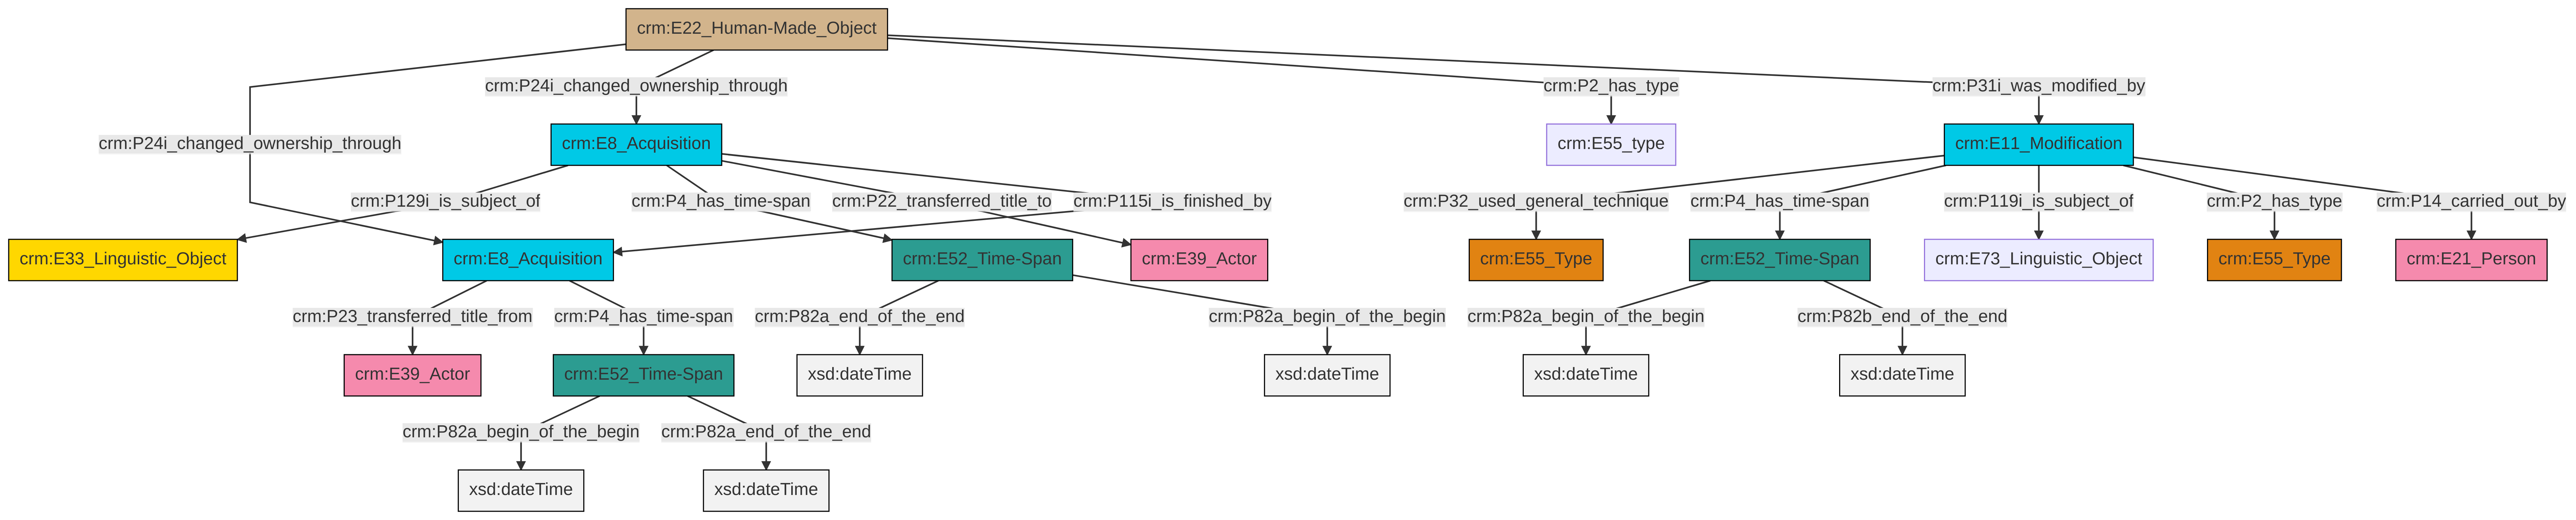 crm:E22_Human-Made_Object
crm:P24i_changed_ownership_through
crm:P2_has_type
crm:P31i_was_modified_by
crm:P24i_changed_ownership_through
crm:E8_Acquisition
crm:E55_type
crm:E11_Modification
crm:P129i_is_subject_of
crm:P4_has_time-span
crm:P22_transferred_title_to
crm:P115i_is_finished_by
crm:P32_used_general_technique
crm:P4_has_time-span
crm:P119i_is_subject_of
crm:P2_has_type
crm:P14_carried_out_by
crm:E33_Linguistic_Object
crm:E8_Acquisition
crm:E52_Time-Span
crm:E39_Actor
crm:E55_Type
crm:E52_Time-Span
crm:E73_Linguistic_Object
crm:E55_Type
crm:E21_Person
crm:P23_transferred_title_from
crm:P4_has_time-span
crm:P82a_end_of_the_end
crm:P82a_begin_of_the_begin
crm:P82a_begin_of_the_begin
crm:P82b_end_of_the_end
crm:E39_Actor
crm:E52_Time-Span
xsd:dateTime
xsd:dateTime
xsd:dateTime
xsd:dateTime
crm:P82a_begin_of_the_begin
crm:P82a_end_of_the_end
xsd:dateTime
xsd:dateTime